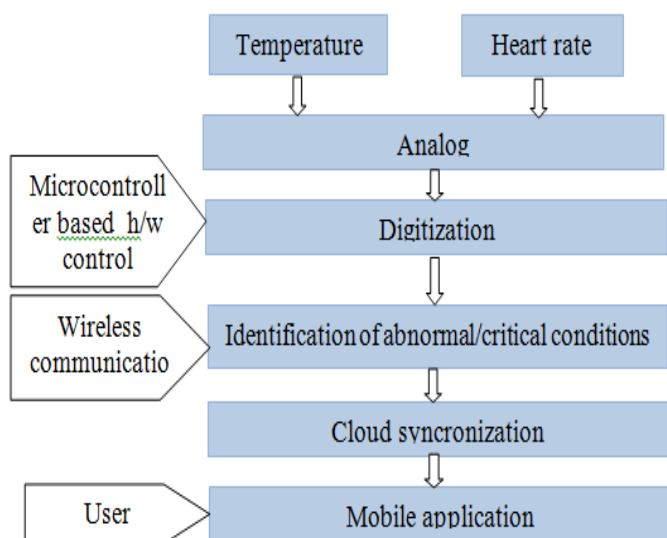 Temperature
Heart rate
Analog
Microcontroll
er based h/w
control
Digitization
Wireless
communicatio
Identification of abnormal/critical conditions
Cloud syncronization
User
Mobile application